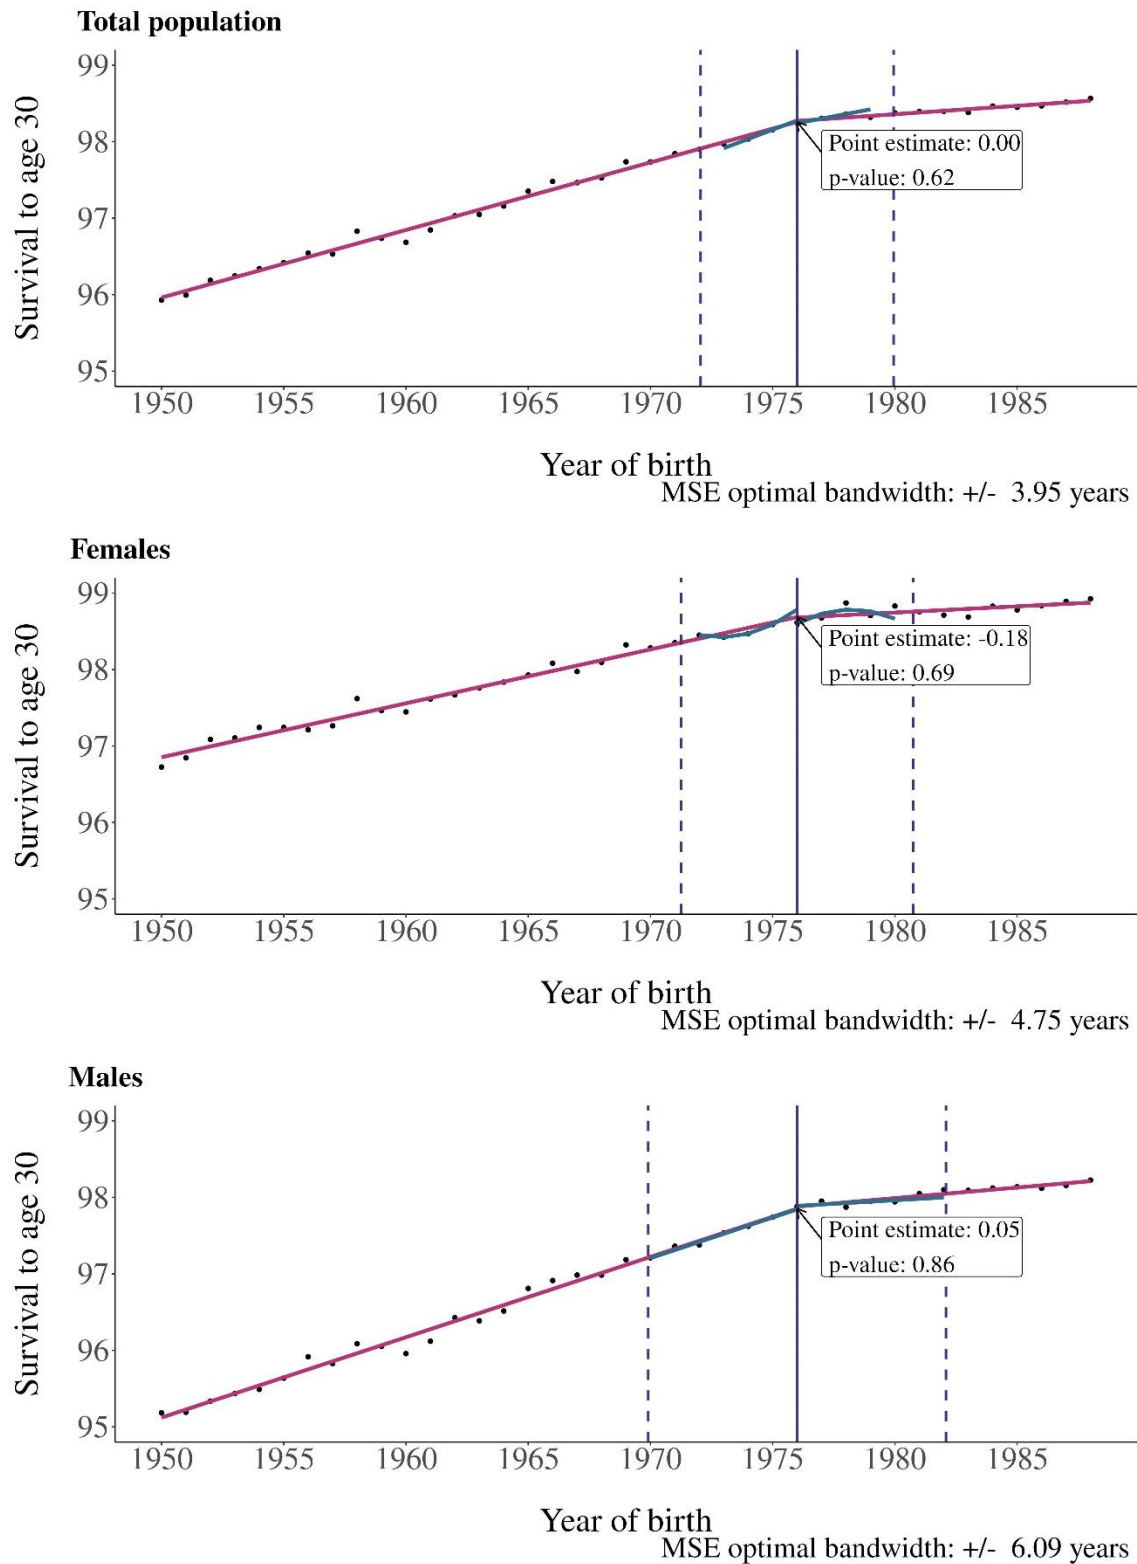 Total population
Survival to age 30
99
98
97
96
95
Point estimate: 0.00
p-value: 0.62
1950 1955 1960 1965 1970 1975 1980 1985
Year of birth
MSE optimal bandwidth: +/-  3.95 years
Females
Survival to age 30
99
98
97
96
95
Point estimate: -0.18
p-value: 0.69
1950 1955 1960 1965 1970 1975 1980 1985
Year of birth
MSE optimal bandwidth: +/-  4.75 years
Males
Survival to age 30
99
98
97
96
95
Point estimate: 0.05
p-value: 0.86
1950 1955 1960 1965 1970 1975 1980 1985
Year of birth
MSE optimal bandwidth: +/-  6.09 years